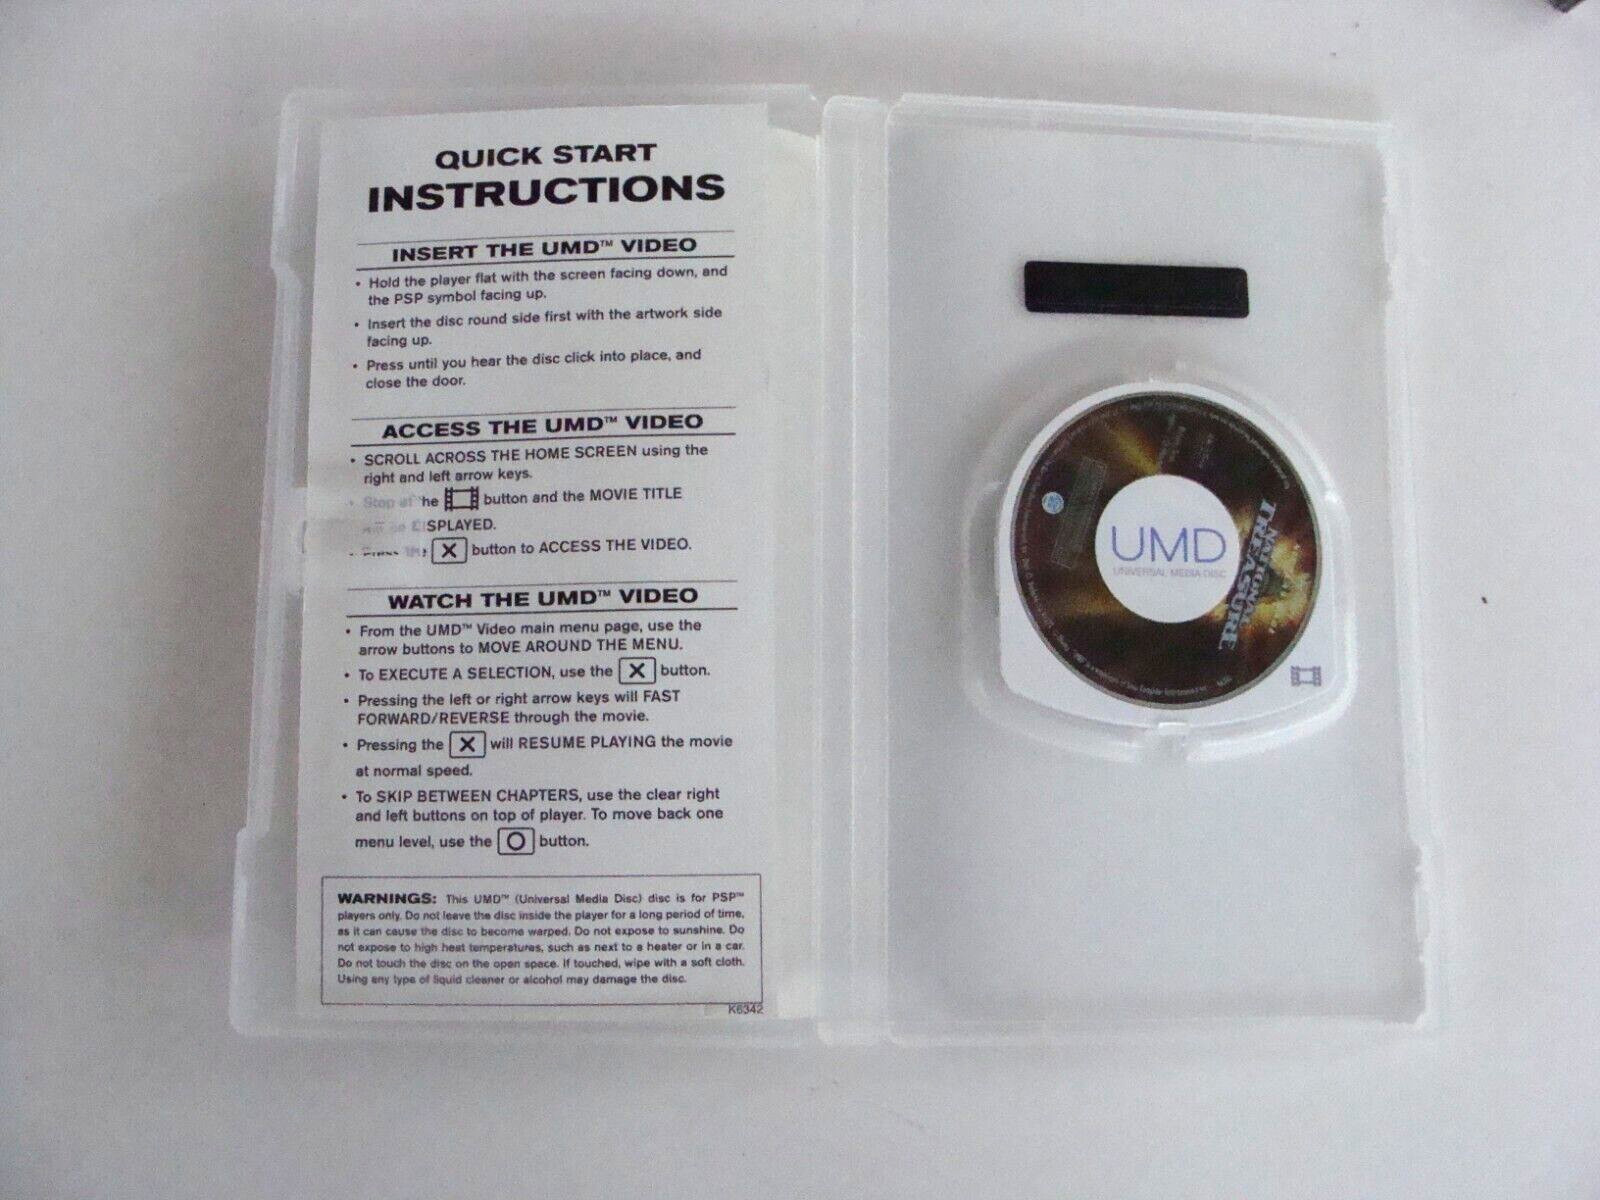 QUICK START
INSTRUCTIONS
INSERT THE UMD™ VIDEO
• Hold the player flat with the screen facing down, and
the PSP symbol facing up.
• Insert the disc round side first with the artwork side
facing up.
• Press until you hear the disc click into place, and
close the door.
ACCESS THE UMD™ VIDEO
• SCROLL ACROSS THE HOME SCREEN using the
right and left arrow keys.
• Stop at the button and the MOVIE TITLE
DISPLAYED.
• Press the X button to ACCESS THE VIDEO.
WATCH THE UMD™ VIDEO
• From the UMD™ Video main menu page, use the
arrow buttons to MOVE AROUND THE MENU.
• To EXECUTE A SELECTION, use the X button.
• Pressing the left or right arrow keys will FAST
FORWARD/REVERSE through the movie.
• Pressing the X will RESUME PLAYING the movie
at normal speed.
• To SKIP BETWEEN CHAPTERS, use the clear right
and left buttons on top of player. To move back one
menu level, use the O button.
WARNINGS: This UMD™ (Universal Media Disc) disc is for PSP™
players only. Do not leave the disc inside the player for a long period of time,
as it can cause the disc to become warped. Do not expose to sunshine. Do
not expose to high heat temperatures, such as next to a heater or in a car.
Do not touch the disc on the open space. If touched, wipe with a soft cloth.
Using any type of liquid cleaner or alcohol may damage the disc.
K6342
UMD
UNIVERSAL MEDIA DISC
NATIONAL
TREASURE